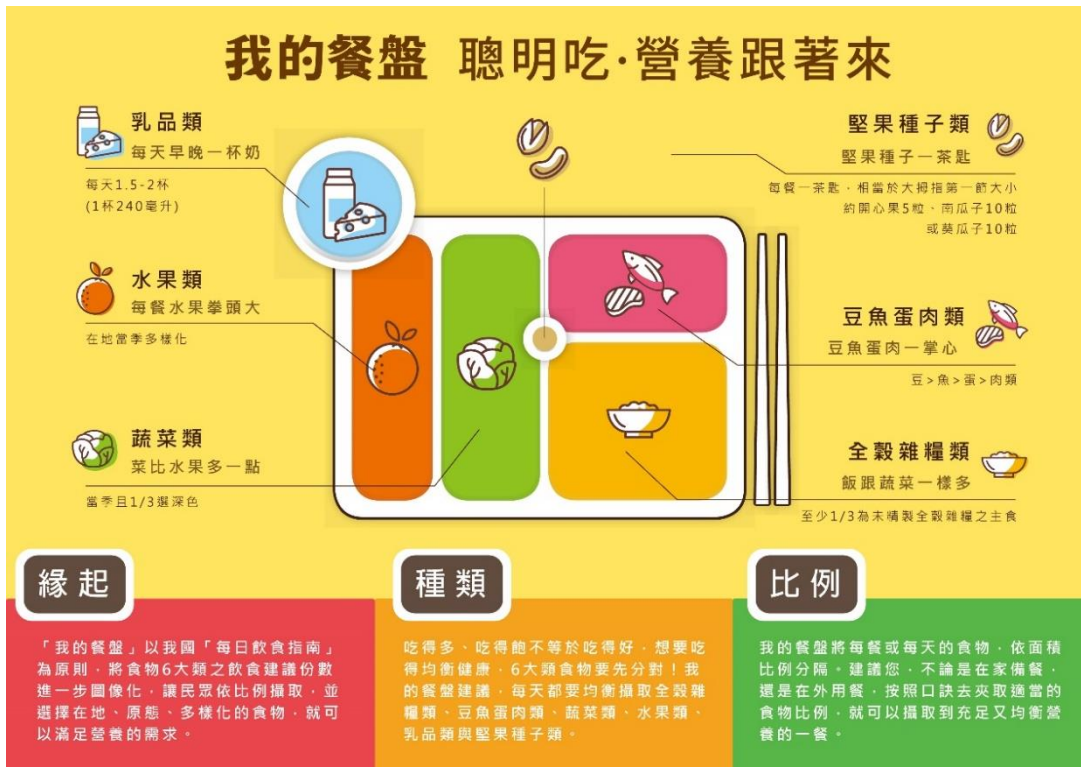 我的餐盤 聰明吃·營養跟著來
乳品類
每天早晚一杯奶
每天1.5-2杯
(1杯240毫升)
水果類
每餐水果拳頭大
在地當季多樣化
蔬菜類
菜比水果多一點
當季且1/3選深色
堅果種子類
堅果種子一茶匙
每餐一茶匙，相當於大拇指第一節大小
約開心果5粒、南瓜子10粒
或葵瓜子10粒
豆魚蛋肉類
豆魚蛋肉一掌心
豆>魚>蛋>肉類
全穀雜糧類
飯跟蔬菜一樣多
至少1/3為未精製全穀雜糧之主食
緣起
「我的餐盤」以我國「每日飲食指南」
為原則，將食物6大類之飲食建議份數
進一步圖像化，讓民眾依比例攝取，並
選擇在地、原態、多樣化的食物，就可
以滿足營養的需求。
種類
吃得多、吃得飽不等於吃得好，想要吃
得均衡健康，6大類食物要先分對！我
的餐盤建議，每天都要均衡攝取全穀雜
糧類、豆魚蛋肉類、蔬菜類、水果類、
乳品類與堅果種子類。
比例
我的餐盤將每餐或每天的食物，依面積
比例分隔。建議您，不論是在家備餐，
還是在外用餐，按照口訣去夾取適當的
食物比例，就可以攝取到充足又均衡營
養的一餐。